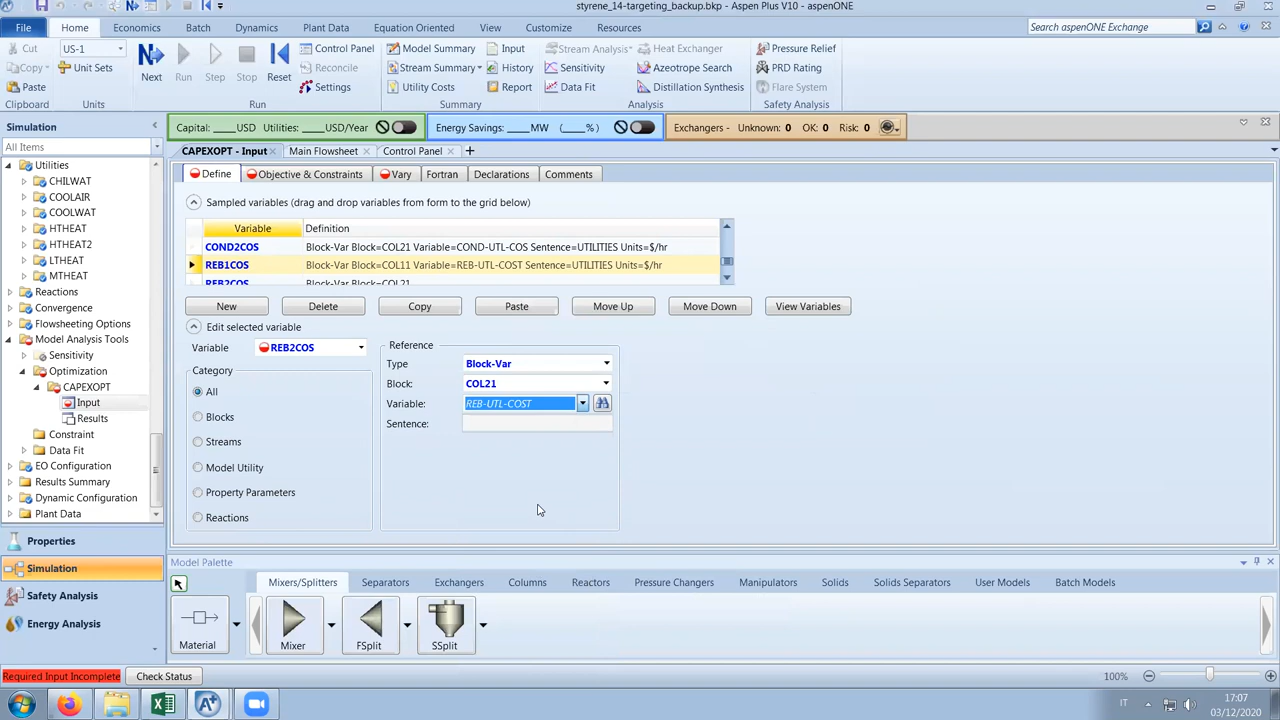 styrene_14-targeting_backup.bkp - Aspen Plus V10 - aspenONE
File Home Economics Batch Dynamics Plant Data Equation Oriented View Customize Resources Search aspenONE Exchange
Cut US-1 Control Panel Model Summary Input Stream Analysis Heat Exchanger Pressure Relief
Copy Unit Sets Next Run Step Stop Reset Reconcile Stream Summary History Sensitivity Azeotrope Search PRD Rating
Paste Settings Utility Costs Report Data Fit Distillation Synthesis Flare System
Clipboard Units Run Summary Analysis Safety Analysis
Simulation Capital: ____USD Utilities: ____USD/Year Energy Savings: ____MW (____%) Exchangers - Unknown: 0 OK: 0 Risk: 0
All Items
CAPEXOPT - Input Main Flowsheet Control Panel
Utilities
CHILWAT
COOLAIR
COOLWAT
HTHEAT
HTHEAT2
LTHEAT
MTHEAT
Reactions
Convergence
Flowsheeting Options
Model Analysis Tools
Sensitivity
Optimization
CAPEXOPT
Input
Results
Constraint
Data Fit
EO Configuration
Results Summary
Dynamic Configuration
Plant Data
Properties
Simulation
Safety Analysis
Energy Analysis
Define Objective & Constraints Vary Fortran Declarations Comments
Sampled variables (drag and drop variables from form to the grid below)
Variable Definition
COND2COS Block-Var Block=COL21 Variable=COND-UTL-COS Sentence=UTILITIES Units=$/hr
REB1COS Block-Var Block=COL11 Variable=REB-UTL-COST Sentence=UTILITIES Units=$/hr
REB2COS Block-Var Block=COL21
New Delete Copy Paste Move Up Move Down View Variables
Edit selected variable
Variable REB2COS
Category
All
Blocks
Streams
Model Utility
Property Parameters
Reactions
Reference
Type Block-Var
Block: COL21
Variable: REB-UTL-COST
Sentence:
Model Palette
Mixers/Splitters Separators Exchangers Columns Reactors Pressure Changers Manipulators Solids Solids Separators User Models Batch Models
Material Mixer FSplit SSplit
Required Input Incomplete Check Status 100%
IT 17:07
03/12/2020